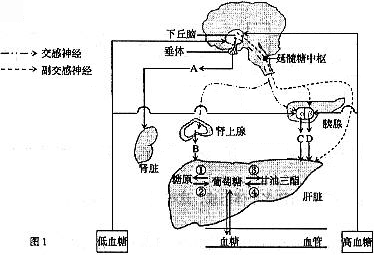 下丘脑
垂体
延髓糖中枢
交感神经
副交感神经
A
肾上腺
胰腺
C D
B
肾脏
糖原 ① ② 葡萄糖 ③ ④ 甘油三酯
肝脏
图1 低血糖 血糖 血管 高血糖